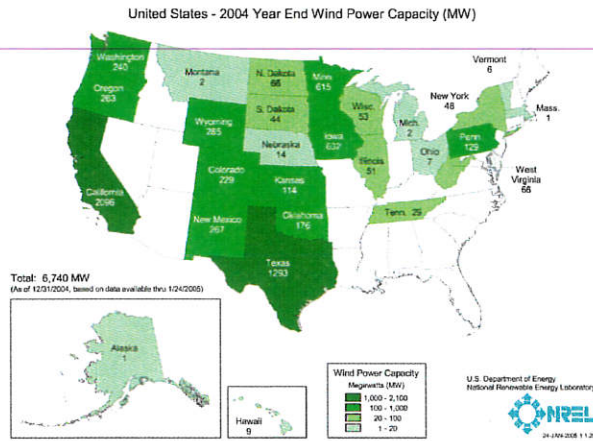 United States - 2004 Year End Wind Power Capacity (MW)
Washington
240
Oregon
263
California
2096
Montana
2
Wyoming
285
Colorado
229
New Mexico
267
N. Dakota
66
S. Dakota
44
Nebraska
14
Kansas
114
Oklahoma
176
Texas
1293
Minn
615
Iowa
632
Wisc.
53
Illinois
51
Mich.
2
Ohio
7
Tenn. 29
Penn.
129
New York
48
Vermont
6
Mass.
1
West
Virginia
66
Total: 6,740 MW
(As of 12/31/2004, based on data available thru 1/24/2005)
Alaska
1
Hawaii
9
Wind Power Capacity
Megawatts (MW)
1,000 - 2,100
100 - 1,000
20 - 100
1 - 20
U.S. Department of Energy
National Renewable Energy Laboratory
NREL